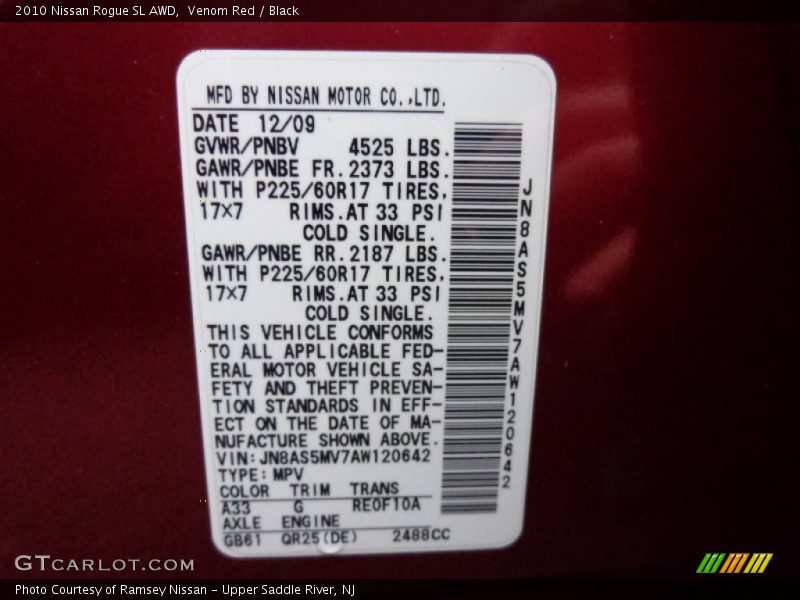 2010 Nissan Rogue SL AWD,  Venom Red / Black
MFD BY NISSAN MOTOR CO.,LTD.
DATE 12/09
GVWR/PNBV 4525 LBS.
GAWR/PNBE FR.2373 LBS.
WITH P225/60R17 TIRES,
17×7 RIMS.AT 33 PSI
COLD SINGLE.
GAWR/PNBE RR.2187 LBS.
WITH P225/60R17 TIRES.
17×7 RIMS.AT 33 PSI
COLD SINGLE.
THIS VEHICLE CONFORMS
TO ALL APPLICABLE FED-
ERAL MOTOR VEHICLE SA-
FETY AND THEFT PREVEN-
TION STANDARDS IN EFF-
ECT ON THE DATE OF MA-
NUFACTURE SHOWN ABOVE.
VIN:JN8AS5MV7AW120642
TYPE:MPV
COLOR TRIM TRANS
A33 G RE0F10A
AXLE ENGINE
GB61 QR25(DE) 2488CC
JN8AS5MV7AW120642
GTCARLOT.COM
Photo Courtesy of Ramsey Nissan - Upper Saddle River, NJ